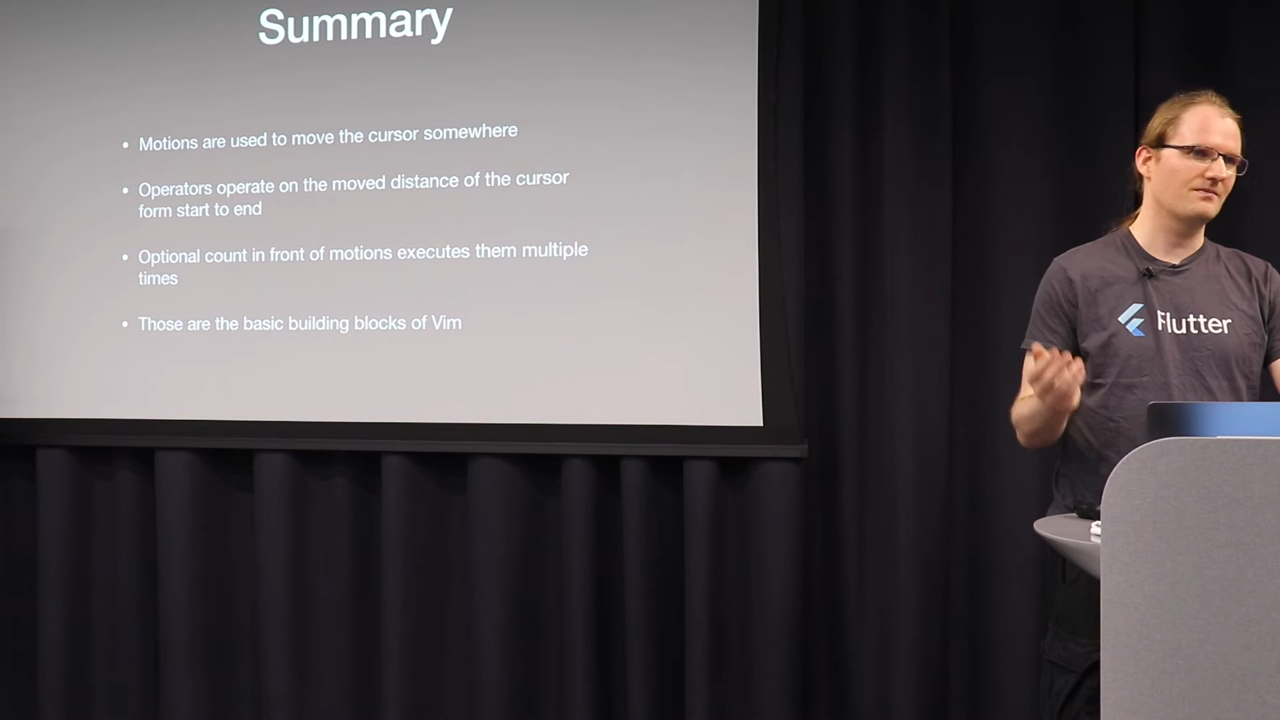 Summary
• Motions are used to move the cursor somewhere
• Operators operate on the moved distance of the cursor
form start to end
• Optional count in front of motions executes them multiple
times
• Those are the basic building blocks of Vim
Flutter